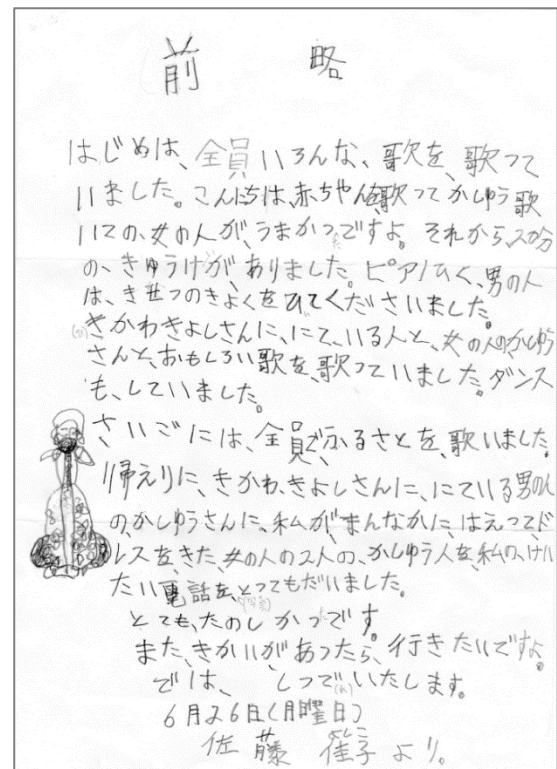 前 略
はじめは、全員いろんな、歌を、歌って
いました。こんにちは、赤ちゃんを歌ってかしゅう歌
いての、女の人が、うまかったですよ。それから20分
の、きゅうけが、ありました。ピアノひく、男の人
は、きせつのきよくをひてくださいました。
(ひ)きかわきよしさんに、にて、いる人と、女の人のかしゅう
さんと、おもしろい歌を、歌っていました。ダンス
も、していました。
さいごには、全員でふるさとを、歌いました。
帰えりに、きかわ、きよしさんに、にている男の人
の、かしゅうさんに、私が、まんなかに、はえってド
レスをきた、女の人の2人の、かしゅう人を、私の、けい
たい電話を、とってもだいました。
(写真)
とても、たのしかったです。
また、きかいが、あったら、行きたいですよ。
では、しつでいいたします。
(れ)
6月26日(月曜日)
佐藤 子より。